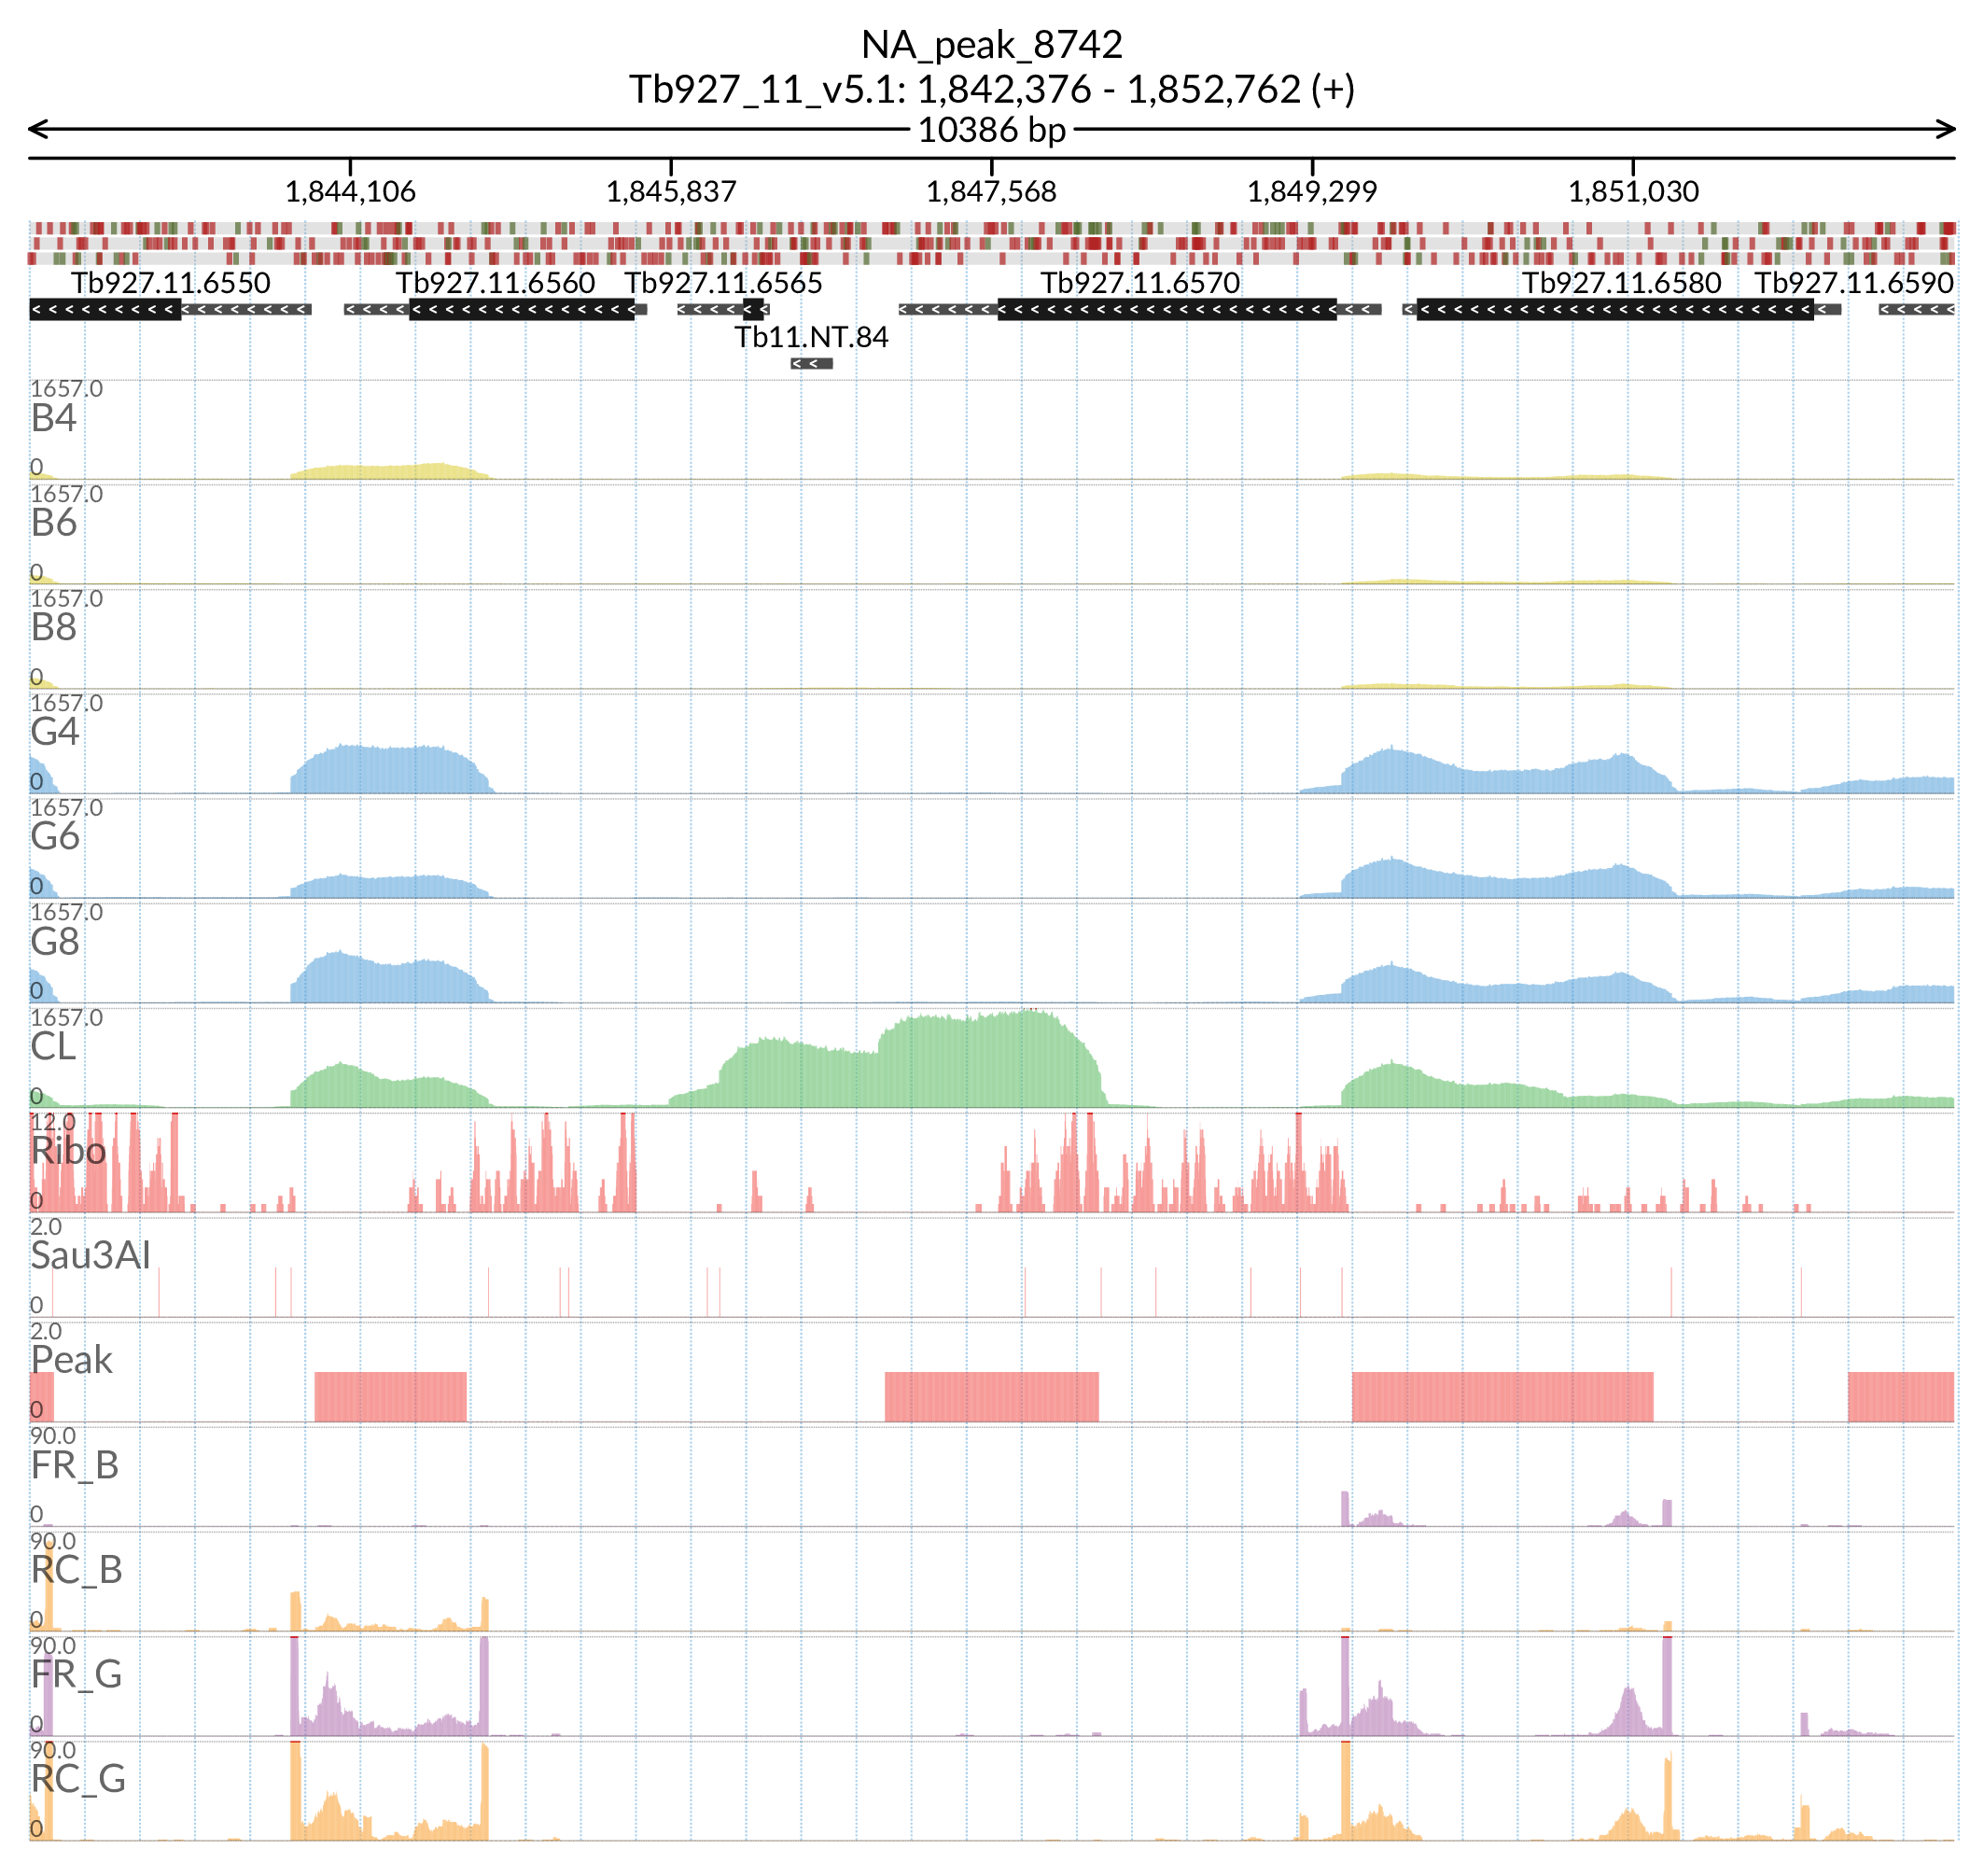 NA_peak_8742
Tb927_11_v5.1: 1,842,376 - 1,852,762 (+)
10386 bp
1,844,106 1,845,837 1,847,568 1,849,299 1,851,030
Tb927.11.6550 Tb927.11.6560 Tb927.11.6565 Tb927.11.6570 Tb927.11.6580 Tb927.11.6590
Tb11.NT.84
1657.0
B4
0
1657.0
B6
0
1657.0
B8
0
1657.0
G4
0
1657.0
G6
0
1657.0
G8
0
1657.0
CL
0
12.0
Ribo
0
2.0
Sau3AI
0
2.0
Peak
0
90.0
FR_B
0
90.0
RC_B
0
90.0
FR_G
0
90.0
RC_G
0